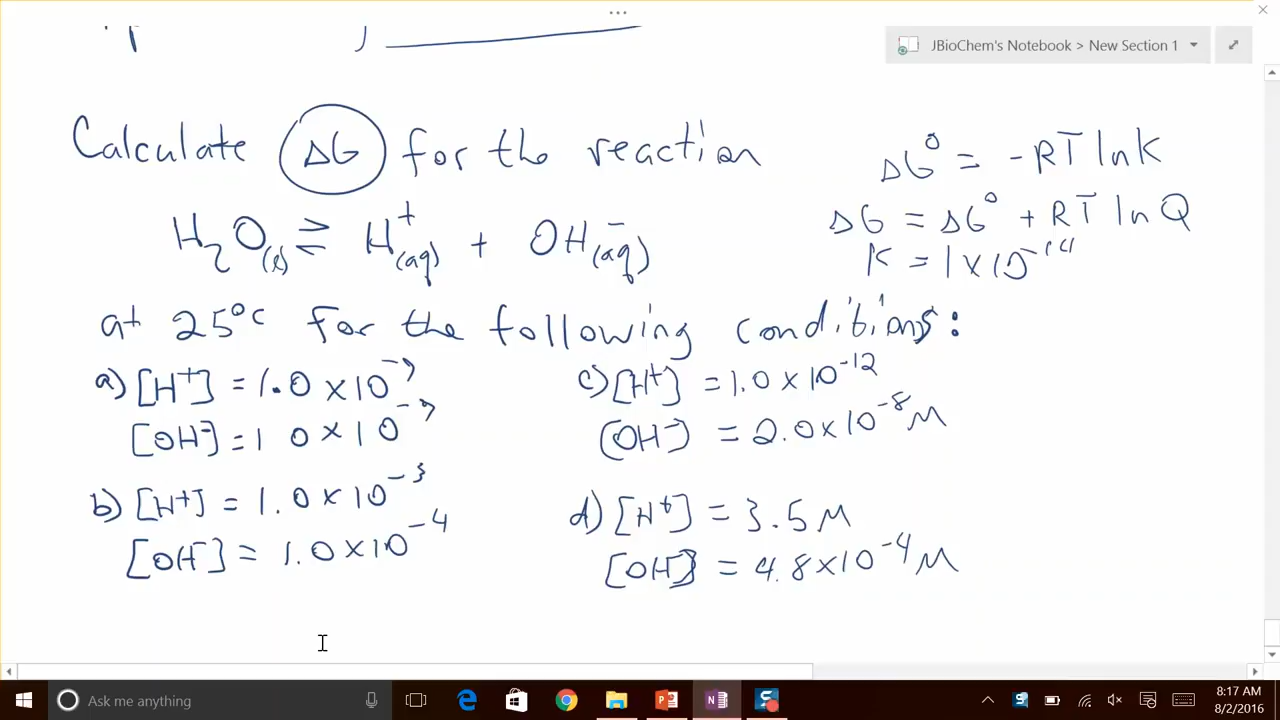 JBioChem's Notebook > New Section 1
Calculate ΔG for the reaction
ΔG° = -RT lnK
ΔG = ΔG° + RT ln Q
K = 1 x 10⁻¹⁴
H₂O(l) ⇌ H⁺(aq) + OH⁻(aq)
at 25°C for the following conditions:
a) [H⁺] = 1.0 x 10⁻⁷
[OH⁻] = 1 0 x 10⁻⁷
b) [H⁺] = 1.0 x 10⁻³
[OH⁻] = 1.0 x 10⁻⁴
c) [H⁺] = 1.0 x 10⁻¹²
[OH⁻] = 2.0 x 10⁻⁸ M
d) [H⁺] = 3.5 M
[OH⁻] = 4.8 x 10⁻⁴ M
Ask me anything
8:17 AM
8/2/2016